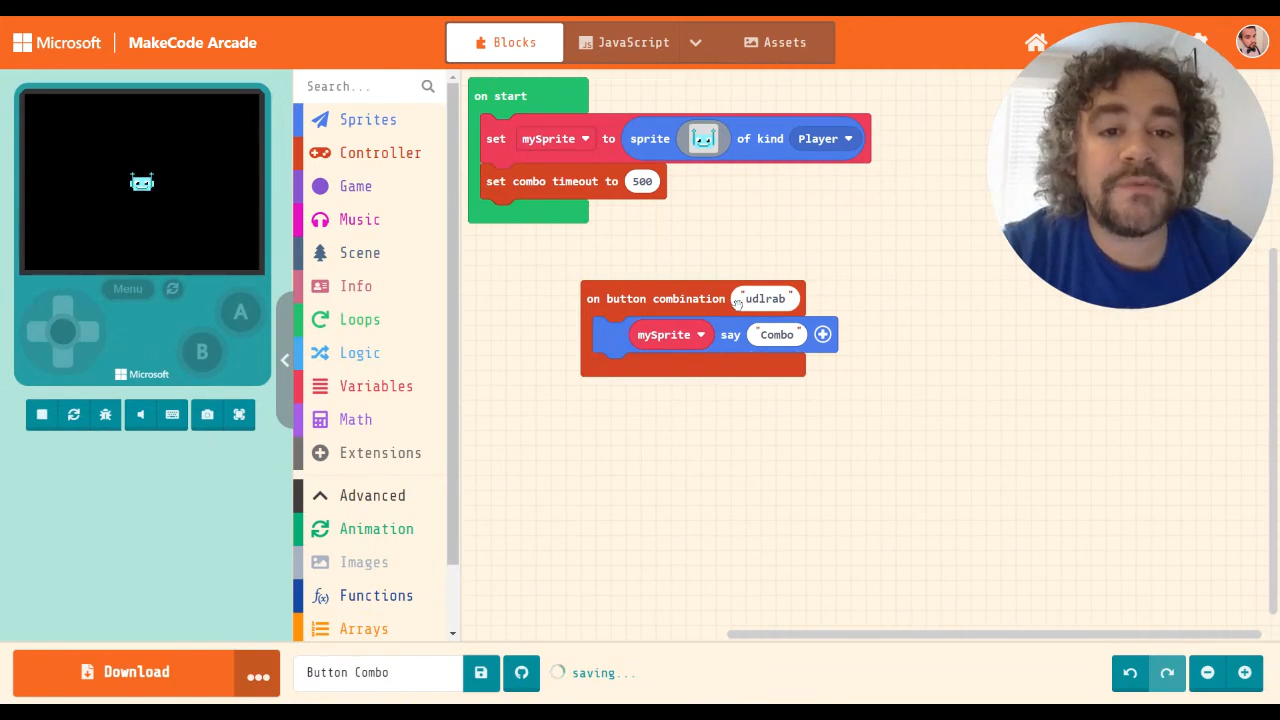 Microsoft | MakeCode Arcade
Blocks
JavaScript
Assets
Search...
Sprites
Controller
Game
Music
Scene
Info
Loops
Logic
Variables
Math
Extensions
Advanced
Animation
Images
f(x) Functions
Arrays
Menu
A
B
Microsoft
on start
set mySprite to sprite of kind Player
set combo timeout to 500
on button combination "udlrab"
mySprite say "Combo"
Download
Button Combo
saving...